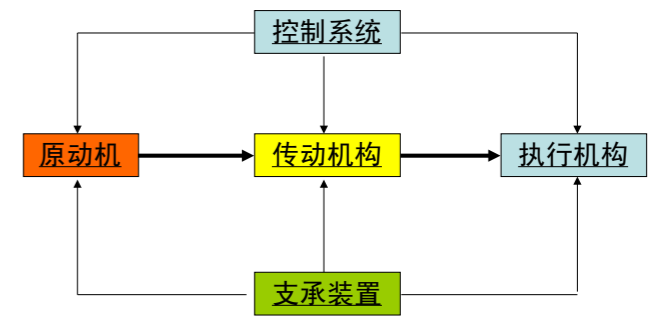 控制系统
原动机
传动机构
执行机构
支承装置